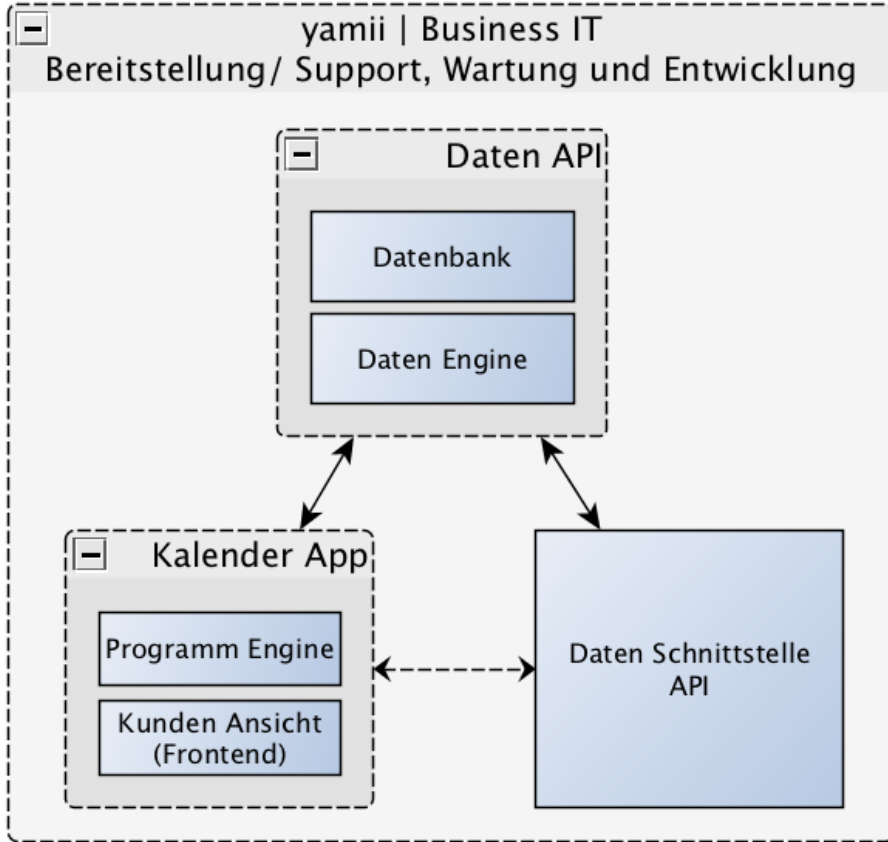 yamii | Business IT
Bereitstellung/ Support, Wartung und Entwicklung
Daten API
Datenbank
Daten Engine
Kalender App
Programm Engine
Kunden Ansicht
(Frontend)
Daten Schnittstelle
API